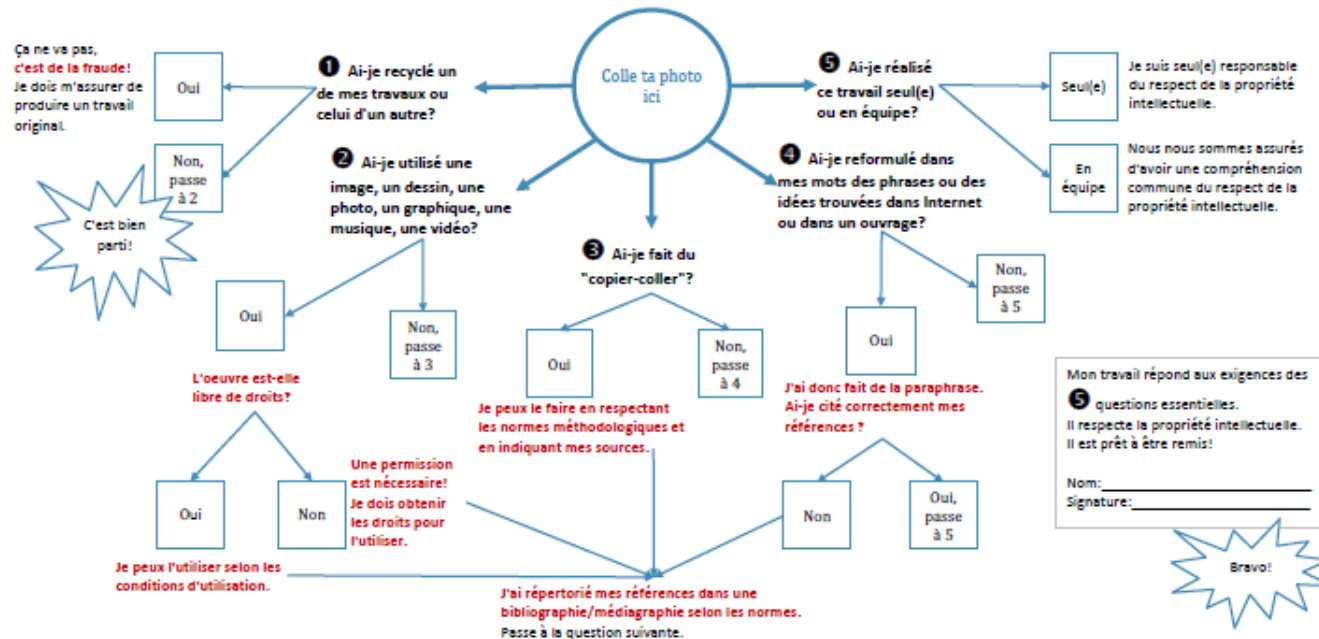 Colle ta photo
ici
Ça ne va pas,
c'est de la fraude!
Je dois m'assurer de
produire un travail
original.
Oui
❶ Ai-je recyclé un
de mes travaux ou
celui d'un autre?
Non,
passe
à 2
C'est bien
parti!
❷ Ai-je utilisé une
image, un dessin, une
photo, un graphique, une
musique, une vidéo?
Oui
Non,
passe
à 3
L'oeuvre est-elle
libre de droits?
Oui
Non
Une permission
est nécessaire!
Je dois obtenir
les droits pour
l'utiliser.
Je peux l'utiliser selon les
conditions d'utilisation.
❸ Ai-je fait du
"copier-coller"?
Oui
Non,
passe
à 4
Je peux le faire en respectant
les normes méthodologiques et
en indiquant mes sources.
J'ai répertorié mes références dans une
bibliographie/médiagraphie selon les normes.
Passe à la question suivante.
❹ Ai-je reformulé dans
mes mots des phrases ou des
idées trouvées dans Internet
ou dans un ouvrage?
Oui
Non,
passe
à 5
J'ai donc fait de la paraphrase.
Ai-je cité correctement mes
références ?
Non
Oui,
passe
à 5
❺ Ai-je réalisé
ce travail seul(e)
ou en équipe?
Seul(e)
Je suis seul(e) responsable
du respect de la propriété
intellectuelle.
En
équipe
Nous nous sommes assurés
d'avoir une compréhension
commune du respect de la
propriété intellectuelle.
Mon travail répond aux exigences des
❺ questions essentielles.
Il respecte la propriété intellectuelle.
Il est prêt à être remis!
Nom:
Signature:
Bravo!